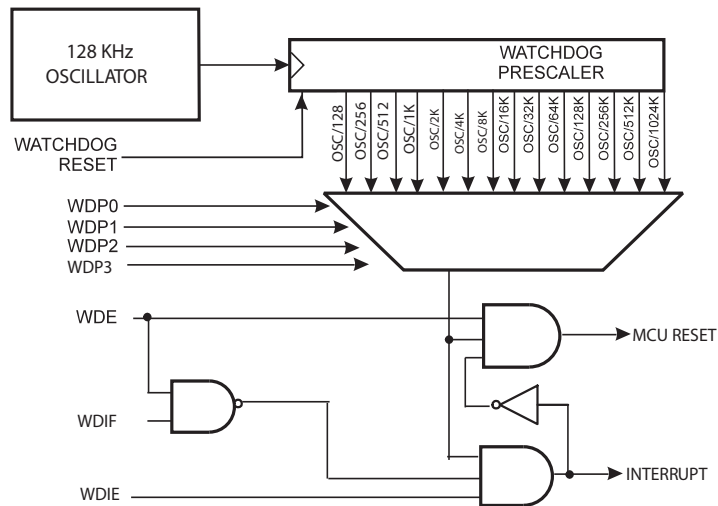 128 KHz
OSCILLATOR
WATCHDOG
PRESCALER
OSC/128
OSC/256
OSC/512
OSC/1K
OSC/2K
OSC/4K
OSC/8K
OSC/16K
OSC/32K
OSC/64K
OSC/128K
OSC/256K
OSC/512K
OSC/1024K
WATCHDOG
RESET
WDP0
WDP1
WDP2
WDP3
WDE
MCU RESET
WDIF
INTERRUPT
WDIE